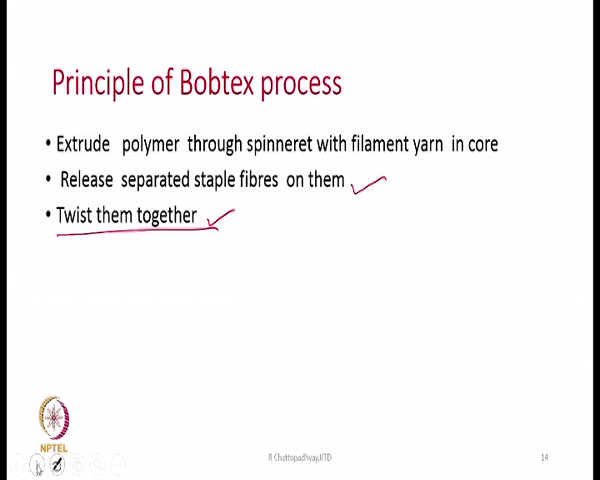 Principle of Bobtex process
• Extrude polymer through spinneret with filament yarn in core
• Release separated staple fibres on them
• Twist them together
NPTEL
R Chattopadhyay,IITD
14